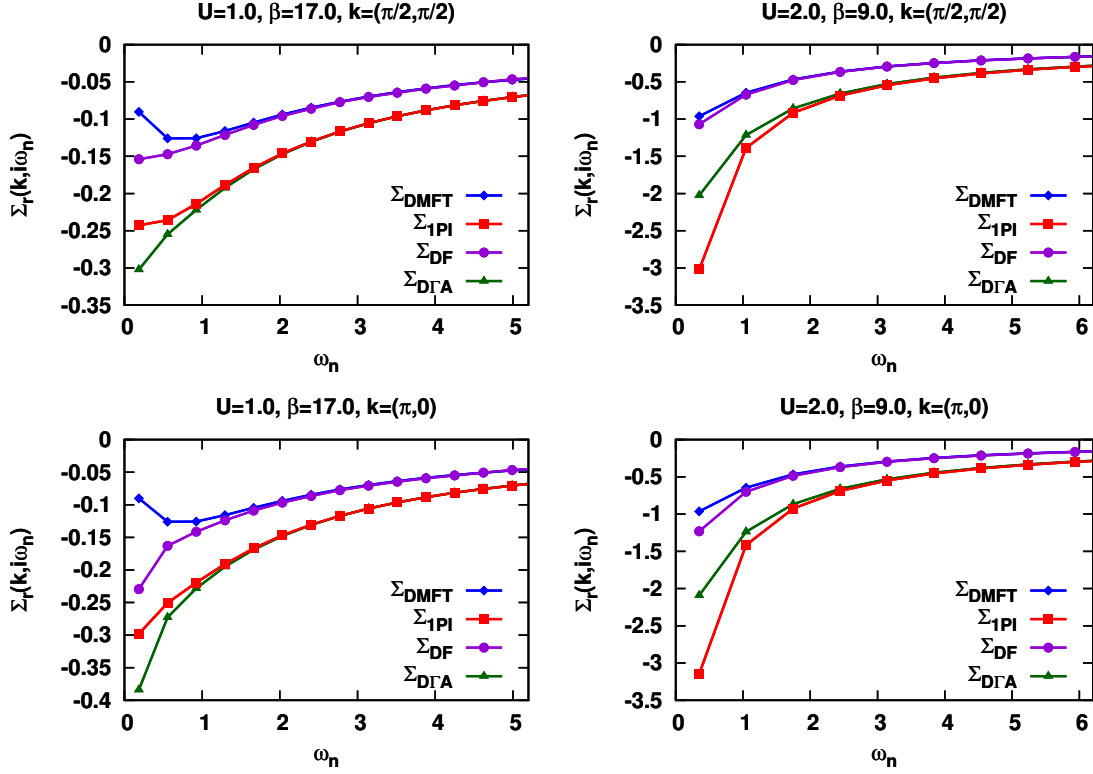 U=1.0, β=17.0, k=(π/2,π/2)
0
-0.05
-0.1
-0.15
-0.2
-0.25
-0.3
-0.35
Σr(k,iωn)
ΣDMFT
Σ1PI
ΣDF
ΣDΓA
0 1 2 3 4 5
ωn
U=2.0, β=9.0, k=(π/2,π/2)
0
-0.5
-1
-1.5
-2
-2.5
-3
-3.5
Σr(k,iωn)
ΣDMFT
Σ1PI
ΣDF
ΣDΓA
0 1 2 3 4 5 6
ωn
U=1.0, β=17.0, k=(π,0)
0
-0.05
-0.1
-0.15
-0.2
-0.25
-0.3
-0.35
-0.4
Σr(k,iωn)
ΣDMFT
Σ1PI
ΣDF
ΣDΓA
0 1 2 3 4 5
ωn
U=2.0, β=9.0, k=(π,0)
0
-0.5
-1
-1.5
-2
-2.5
-3
-3.5
Σr(k,iωn)
ΣDMFT
Σ1PI
ΣDF
ΣDΓA
0 1 2 3 4 5 6
ωn